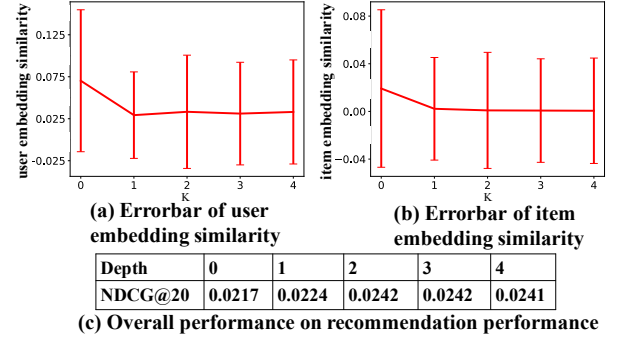 user embedding similarity
0.125
0.075
0.025
-0.025
0 1 2 3 4
K
(a) Errorbar of user
embedding similarity
item embedding similarity
0.08
0.04
0.00
−0.04
0 1 2 3 4
K
(b) Errorbar of item
embedding similarity
Depth 0 1 2 3 4
NDCG@20 0.0217 0.0224 0.0242 0.0242 0.0241
(c) Overall performance on recommendation performance